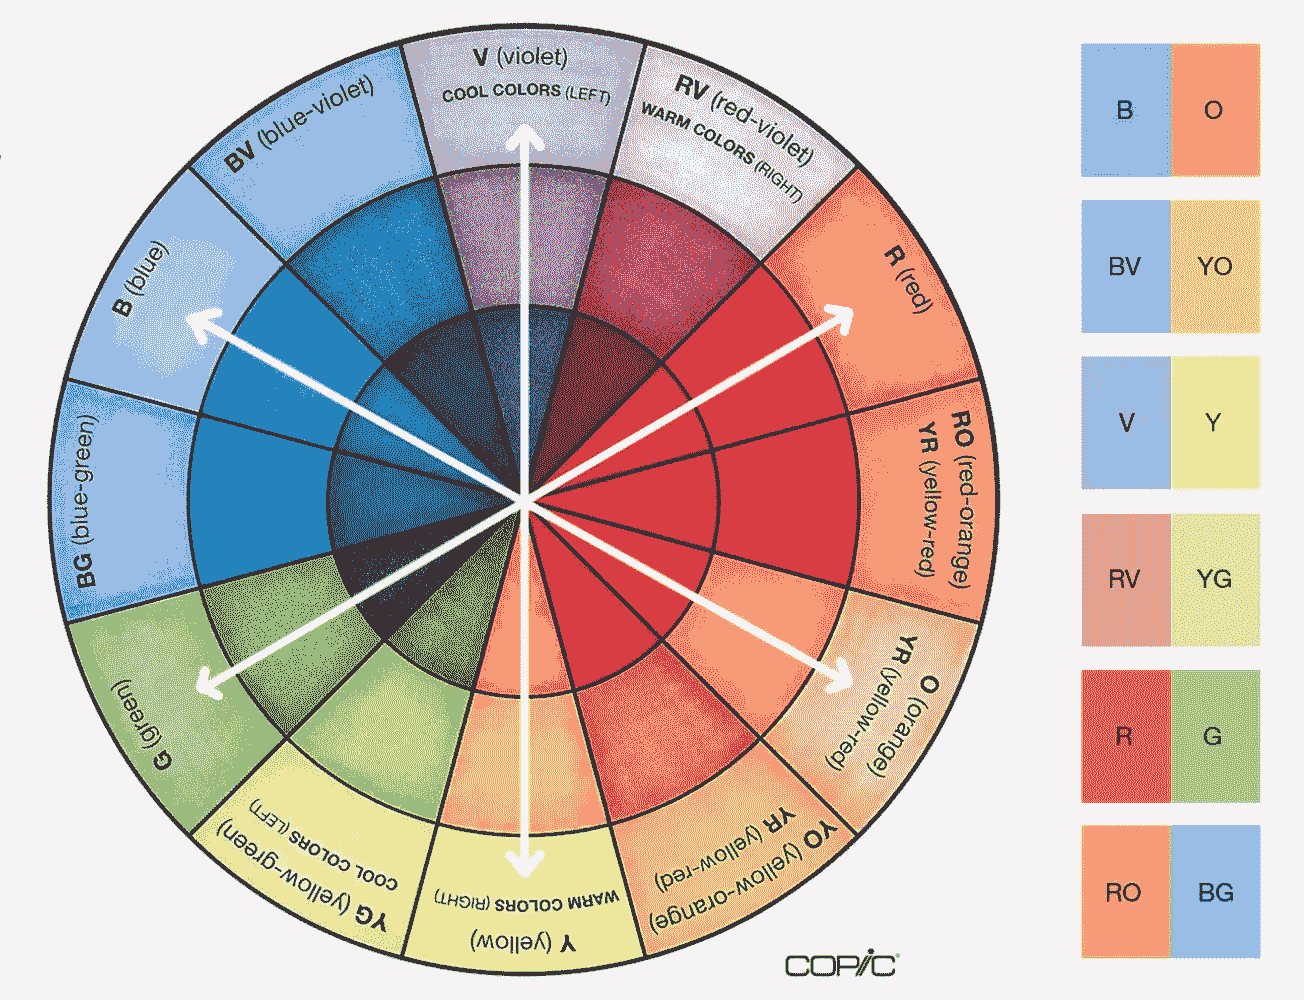 V (violet)
COOL COLORS (LEFT)
RV (red-violet)
WARM COLORS (RIGHT)
R (red)
RO (red-orange)
YR (yellow-red)
O (orange)
YR (yellow-red)
YO (yellow-orange)
YR (yellow-red)
Y (yellow)
WARM COLORS (RIGHT)
YG (yellow-green)
COOL COLORS (LEFT)
G (green)
BG (blue-green)
B (blue)
BV (blue-violet)
B O
BV YO
V Y
RV YG
R G
RO BG
COPIC